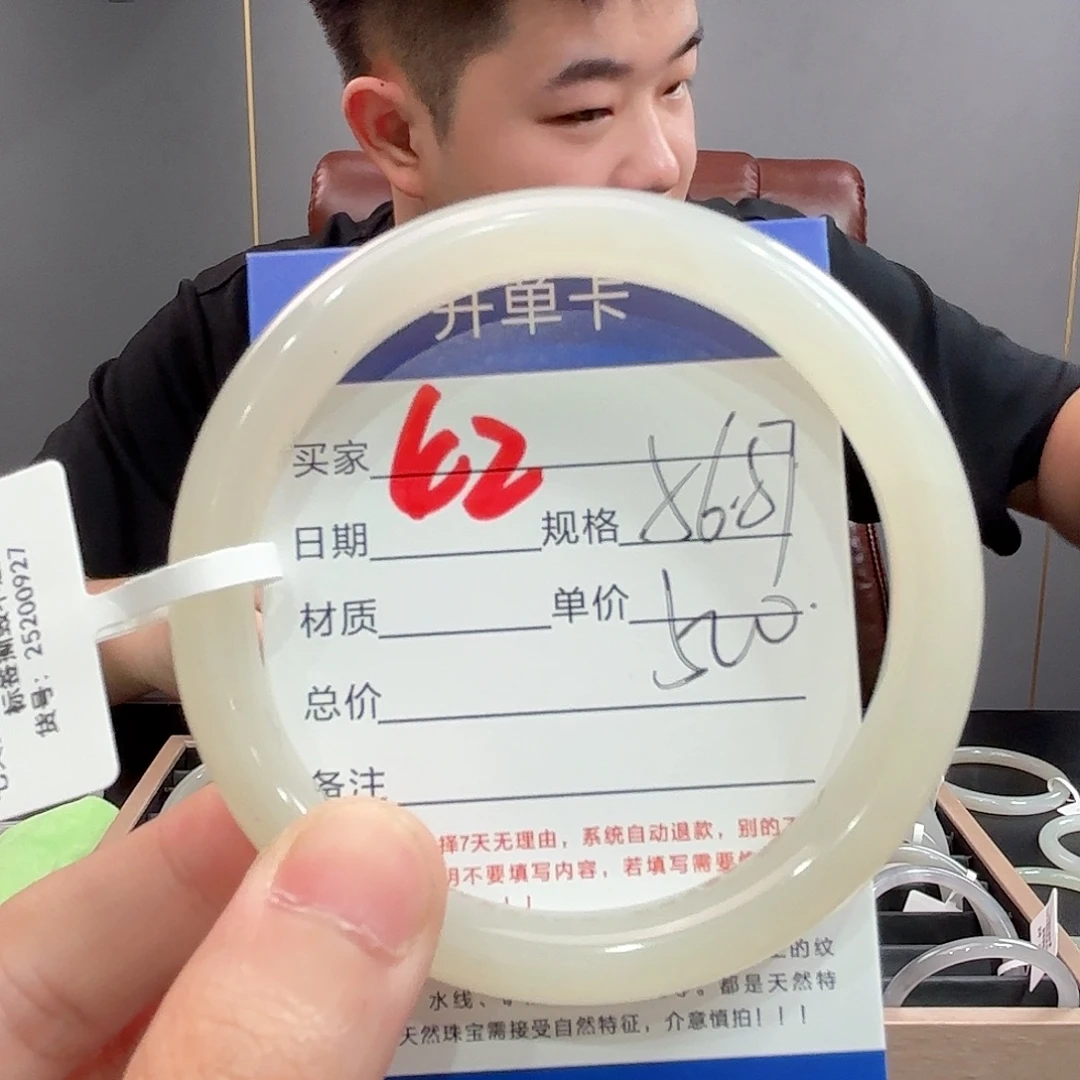 开单卡
买家 62
日期 规格 56.8
材质 单价 500
总价
备注
择7天无理由，系统自动退款，别的
明不要填写内容，若填写需要
！！
的纹
水线、
。都是天然特
天然珠宝需接受自然特征，介意慎拍！！！
货号：25200927